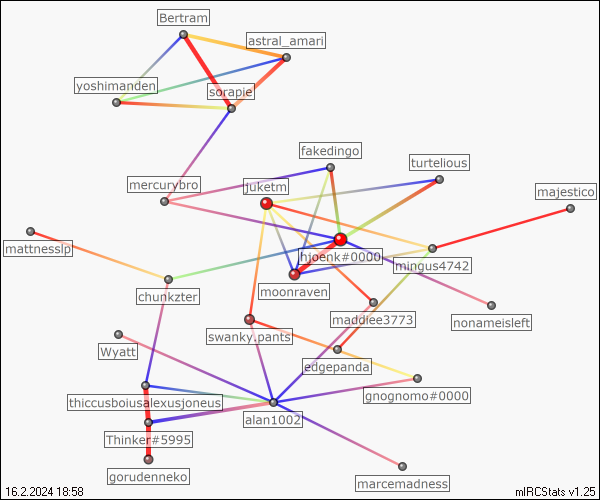 Bertram
astral_amari
yoshimanden
sorapie
fakedingo
turtelious
mercurybro
juketm
majestico
mattnesslp
hjoenk#0000
mingus4742
chunkzter
moonraven
maddiee3773
nonameisleft
swanky.pants
Wyatt
edgepanda
gnognomo#0000
thiccusboiusalexusjoneus
alan1002
Thinker#5995
gorudenneko
marcemadness
16.2.2024 18:58
mIRCStats v1.25